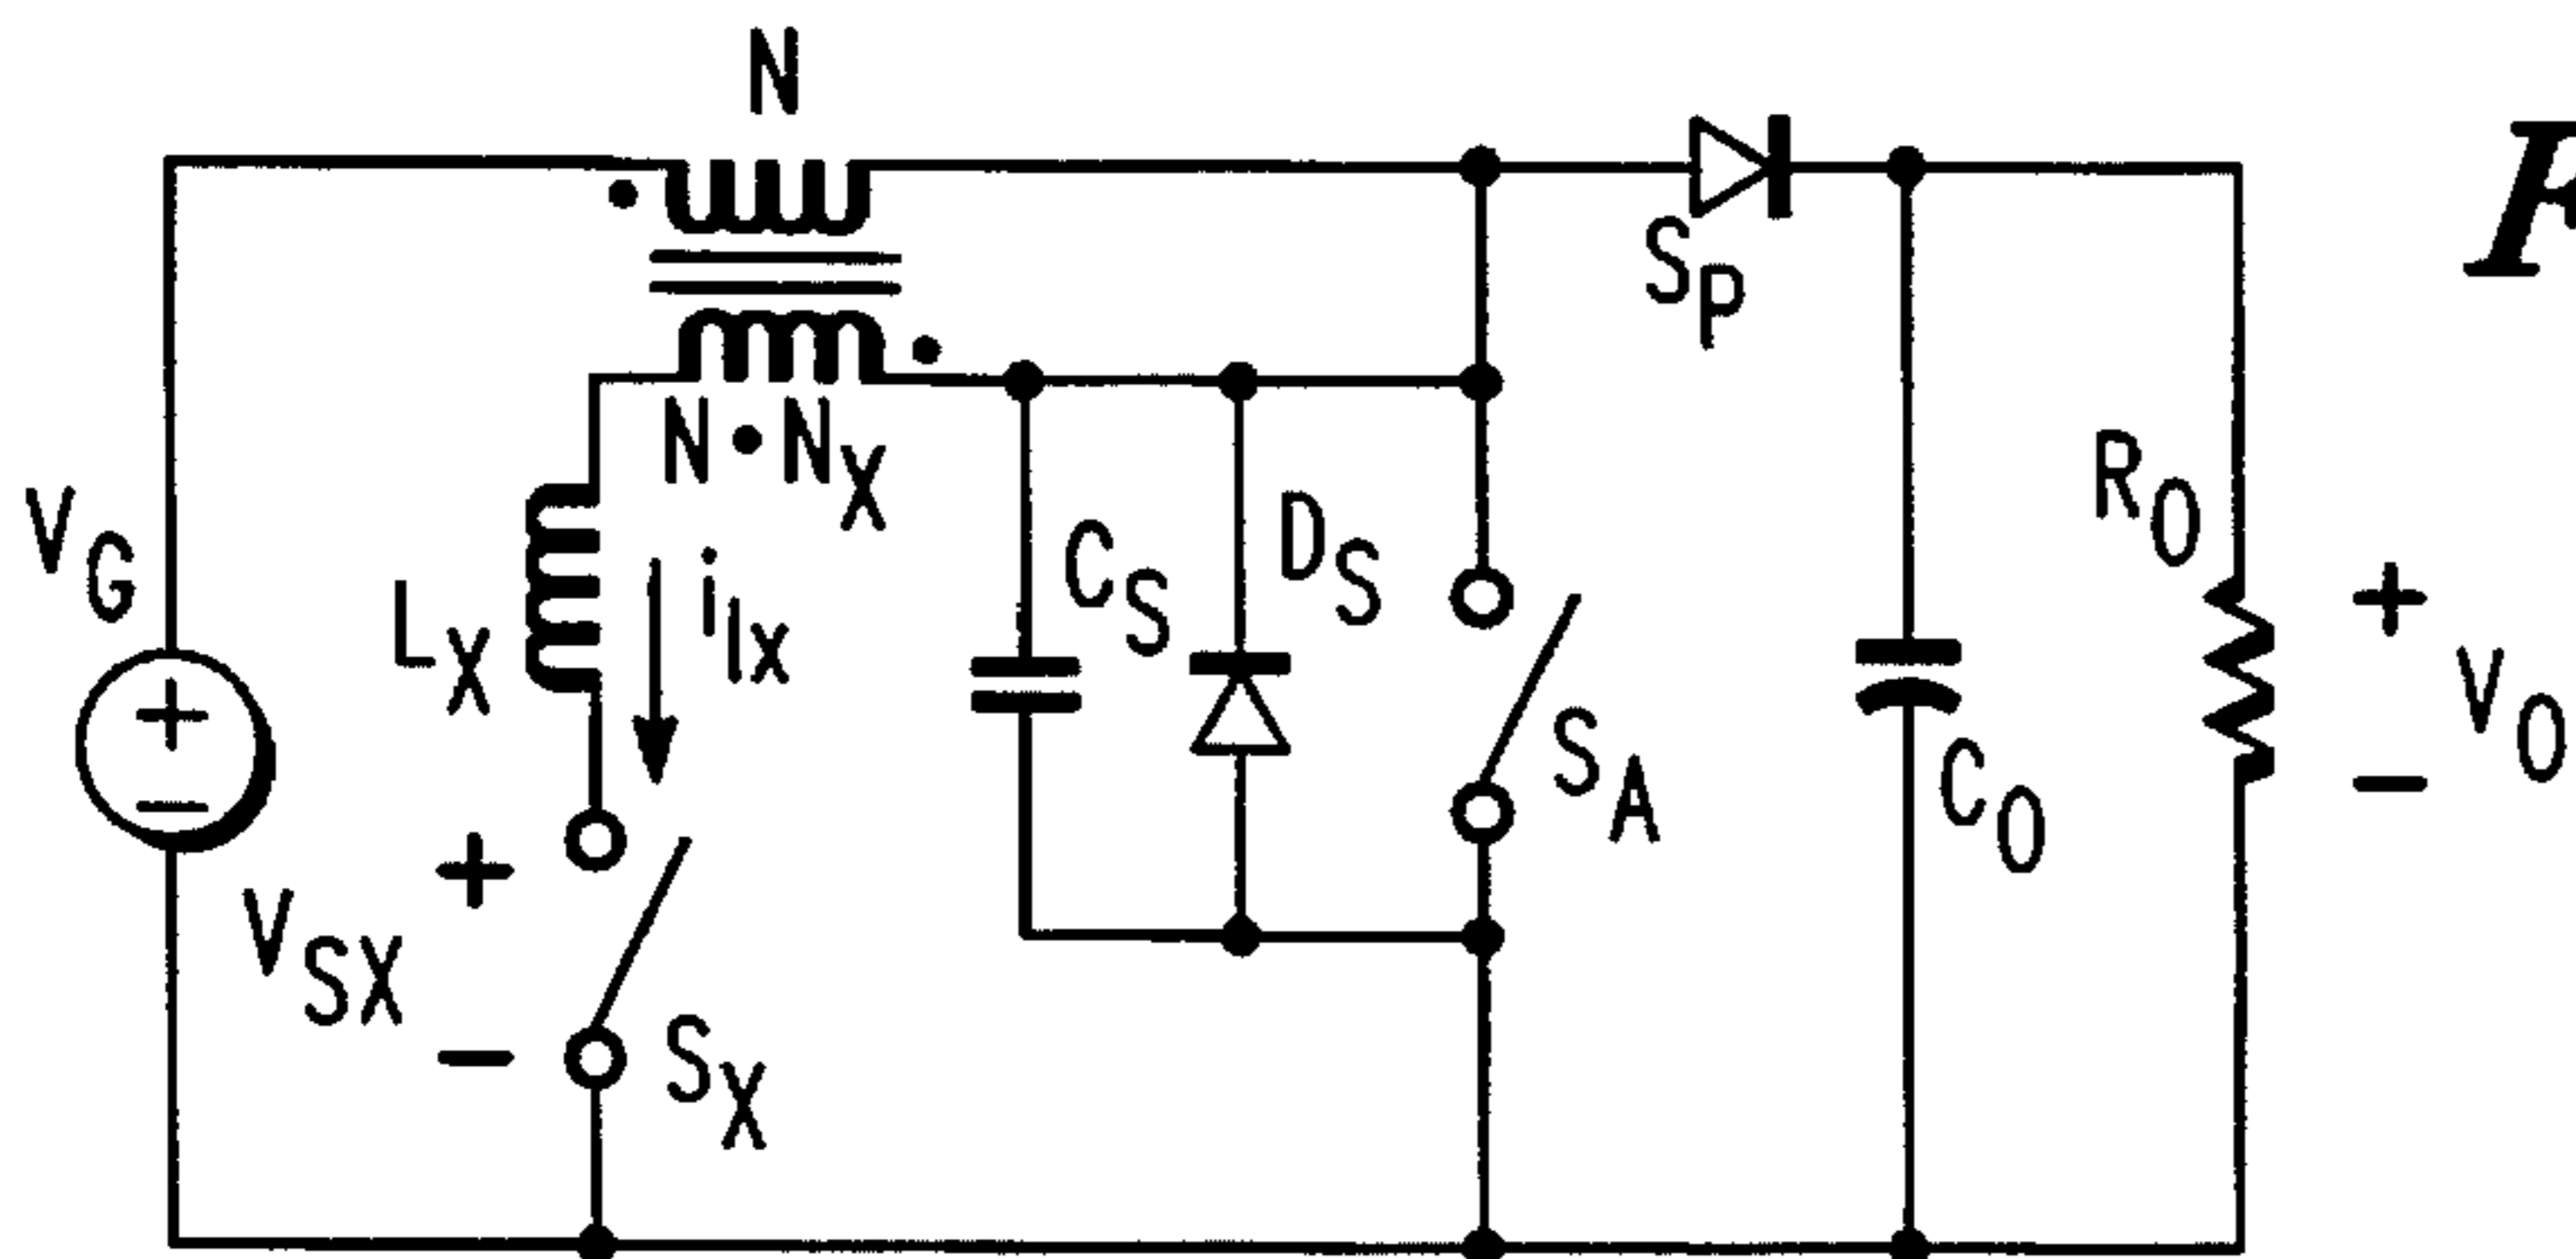 N
S_P
N•N_X
V_G
L_X
i_lx
C_S
D_S
S_A
C_O
R_O
+
V_O
-
+
V_SX
-
S_X
+
-